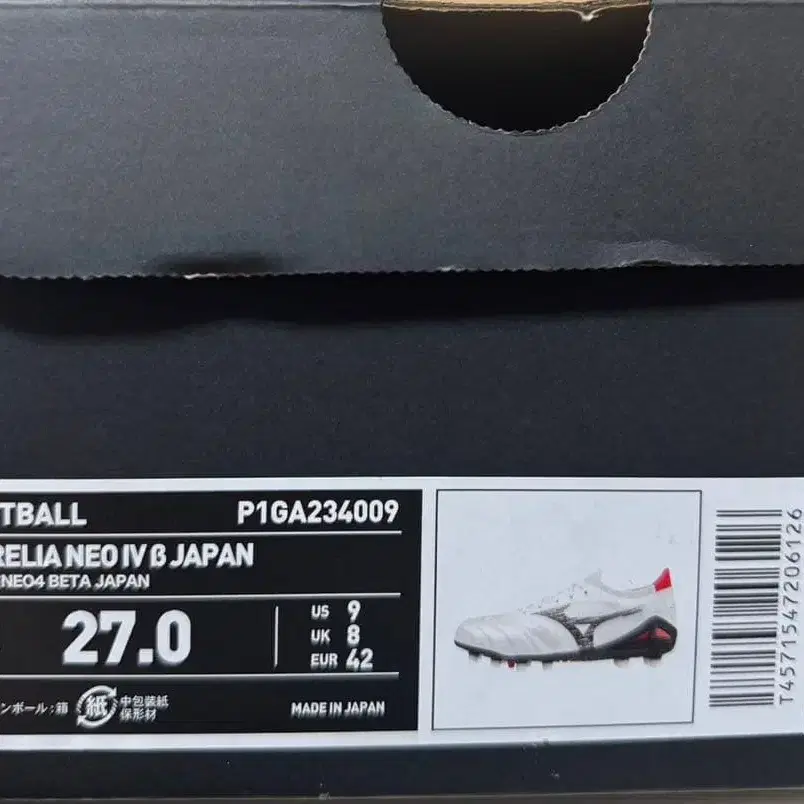 TBALL P1GA234009
RELIA NEO IV β JAPAN
NEO4 BETA JAPAN
27.0
US 9
UK 8
EUR 42
ンボール:箱 紙 中包装紙
保形材
MADE IN JAPAN
T4571547206126